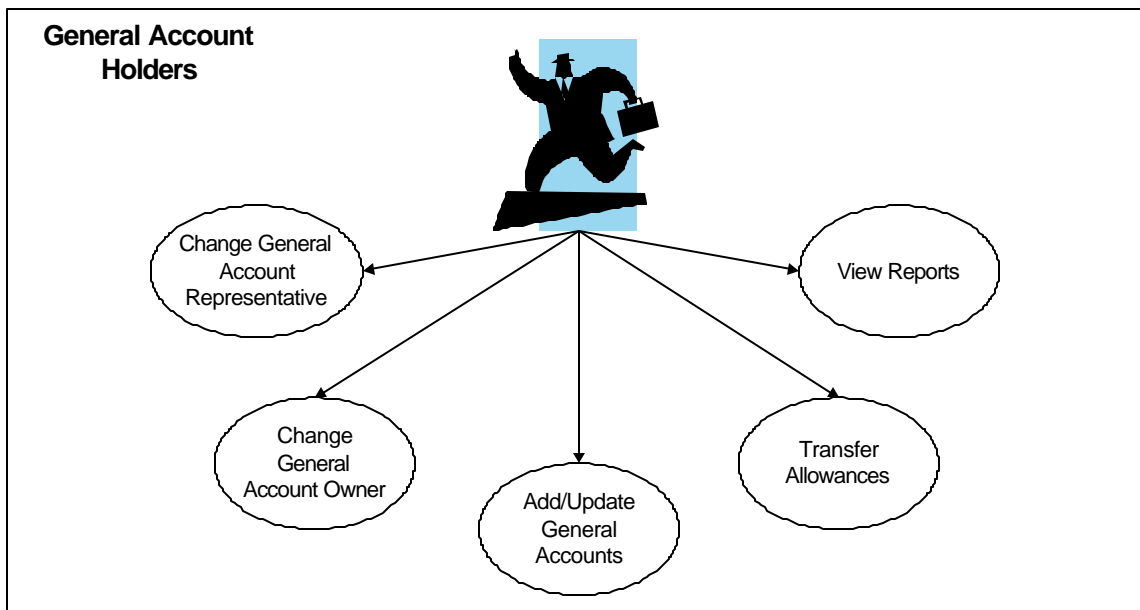 General Account
Holders
Change General
Account
Representative
View Reports
Change
General
Account Owner
Transfer
Allowances
Add/Update
General
Accounts